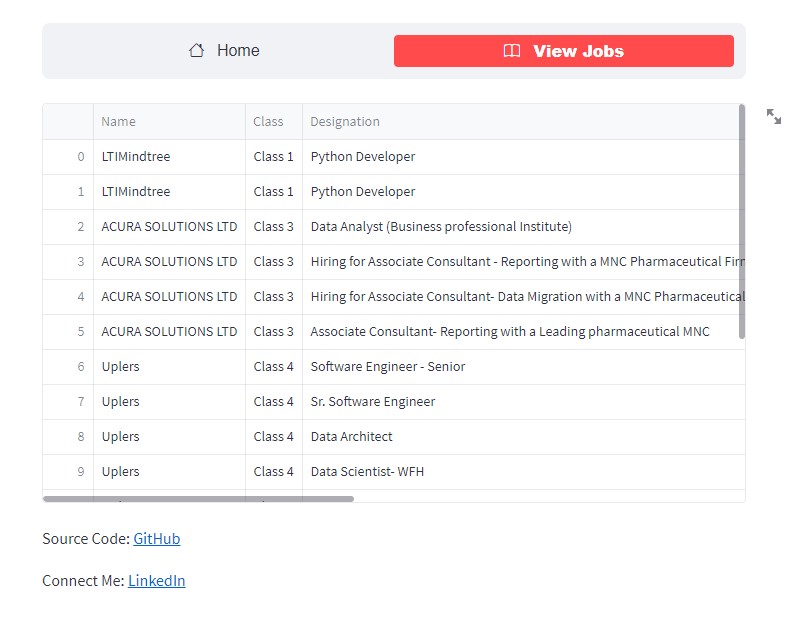 Home View Jobs
Name Class Designation
0 LTIMindtree Class 1 Python Developer
1 LTIMindtree Class 1 Python Developer
2 ACURA SOLUTIONS LTD Class 3 Data Analyst (Business professional Institute)
3 ACURA SOLUTIONS LTD Class 3 Hiring for Associate Consultant - Reporting with a MNC Pharmaceutical
4 ACURA SOLUTIONS LTD Class 3 Hiring for Associate Consultant- Data Migration with a MNC Pharmaceutical
5 ACURA SOLUTIONS LTD Class 3 Associate Consultant- Reporting with a Leading pharmaceutical MNC
6 Uplers Class 4 Software Engineer - Senior
7 Uplers Class 4 Sr. Software Engineer
8 Uplers Class 4 Data Architect
9 Uplers Class 4 Data Scientist- WFH
Source Code: GitHub
Connect Me: LinkedIn